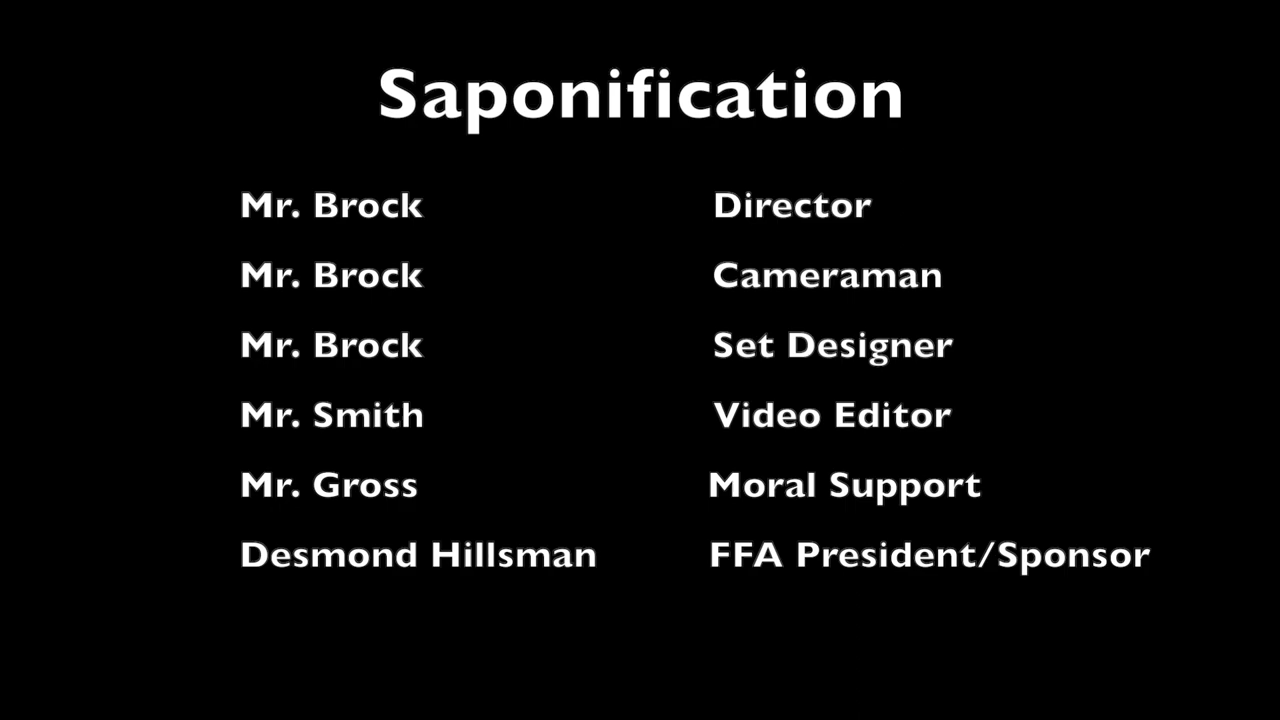 Saponification
Mr. Brock Director
Mr. Brock Cameraman
Mr. Brock Set Designer
Mr. Smith Video Editor
Mr. Gross Moral Support
Desmond Hillsman FFA President/Sponsor